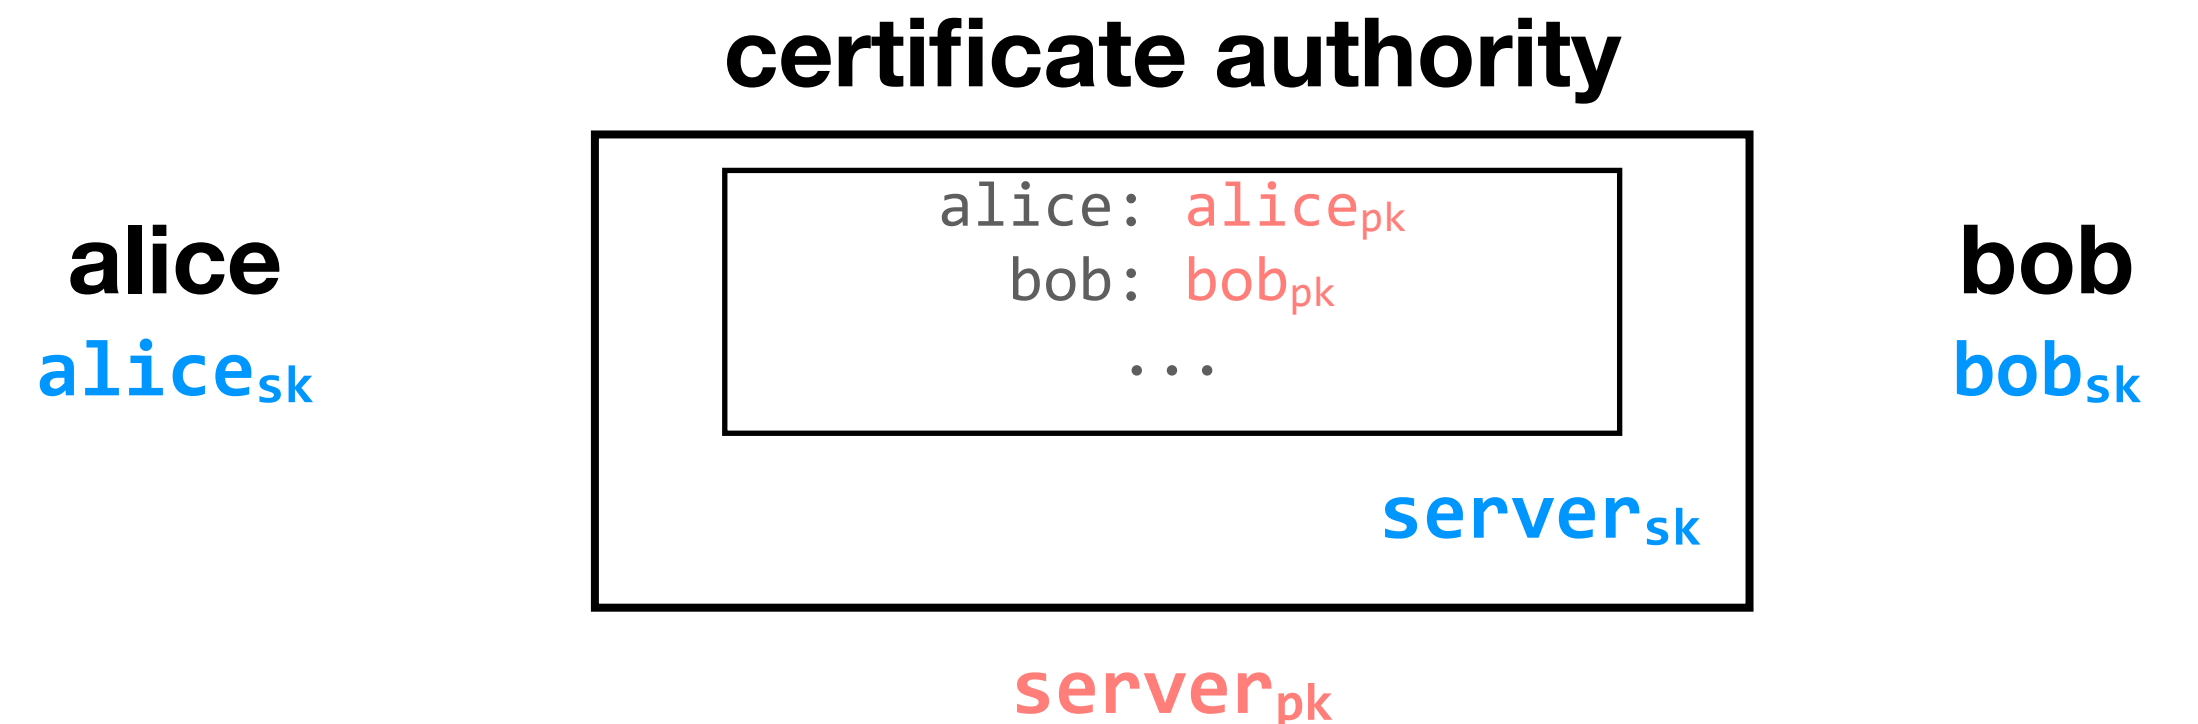 certificate authority
alice: alicepk
bob: bobpk
...
alice
alicesk
bob
bobsk
serversk
serverpk